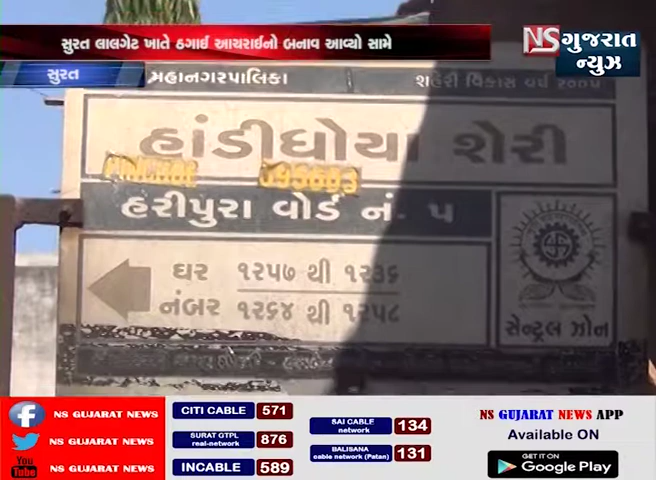 સુરત લાલગેટ ખાતે ઠગાઈ આચરાઈનો બનાવ આવ્યો સામે
NS ગુજરાત
ન્યુઝ
સુરત
મહાનગરપાલિકા
શહેરી વિકાસ વર્ષ ૨૦૦૫
હાંડીધોયા શેરી
હરીપુરા વોર્ડ નં. ૫
ઘર ૧૨૫૭ થી ૧૨૩૬
નંબર ૧૨૬૪ થી ૧૨૫૮
સેન્ટ્રલ ઝોન
NS GUJARAT NEWS
NS GUJARAT NEWS
You Tube NS GUJARAT NEWS
CITI CABLE 571
SURAT GTPL real-network 876
INCABLE 589
SAI CABLE network 134
BALISANA cable network (Patan) 131
NS GUJARAT NEWS APP
Available ON
GET IT ON
Google Play